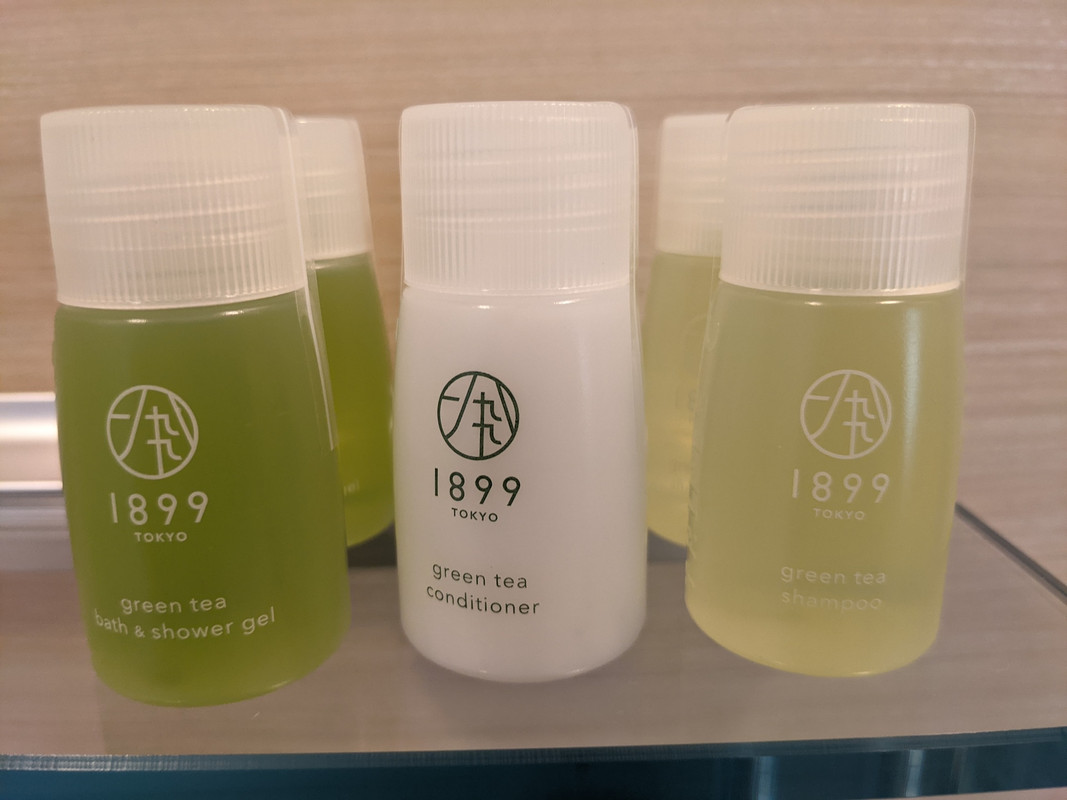 1899
TOKYO
green tea
bath & shower gel
1899
TOKYO
green tea
conditioner
1899
TOKYO
green tea
shampoo